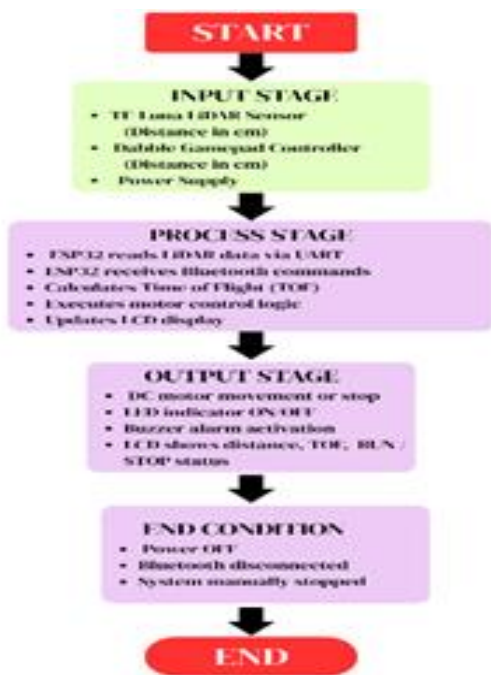 START
INPUT STAGE
• TF Luna LiDAR Sensor
(Distance in cm)
• Dabble Gamepad Controller
(Distance in cm)
• Power Supply
PROCESS STAGE
• ESP32 reads LiDAR data via UART
• ESP32 receives Bluetooth commands
• Calculates Time of Flight (TOF)
• Executes motor control logic
• Updates LCD display
OUTPUT STAGE
• DC motor movement or stop
• LED indicator ON/OFF
• Buzzer alarm activation
• LCD shows distance, TOF, RUN /
STOP status
END CONDITION
• Power OFF
• Bluetooth disconnected
• System manually stopped
END